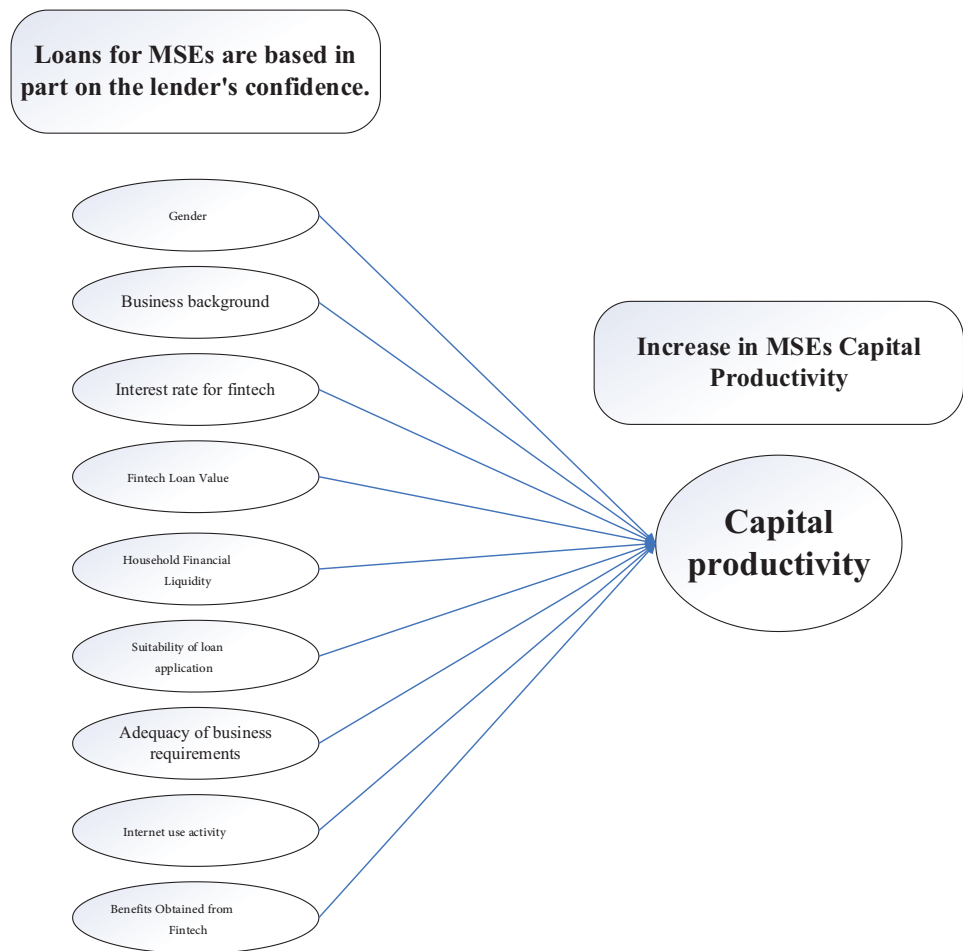 Loans for MSEs are based in
part on the lender's confidence.
Gender
Business background
Interest rate for fintech
Fintech Loan Value
Household Financial
Liquidity
Suitability of loan
application
Adequacy of business
requirements
Internet use activity
Benefits Obtained from
Fintech
Increase in MSEs Capital
Productivity
Capital
productivity